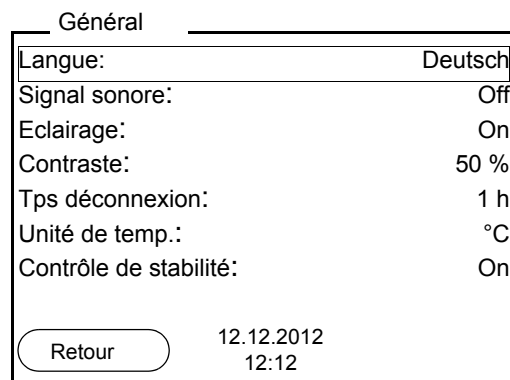 Général
Langue: Deutsch
Signal sonore: Off
Eclairage: On
Contraste: 50 %
Tps déconnexion: 1 h
Unité de temp.: °C
Contrôle de stabilité: On
Retour
12.12.2012
12:12